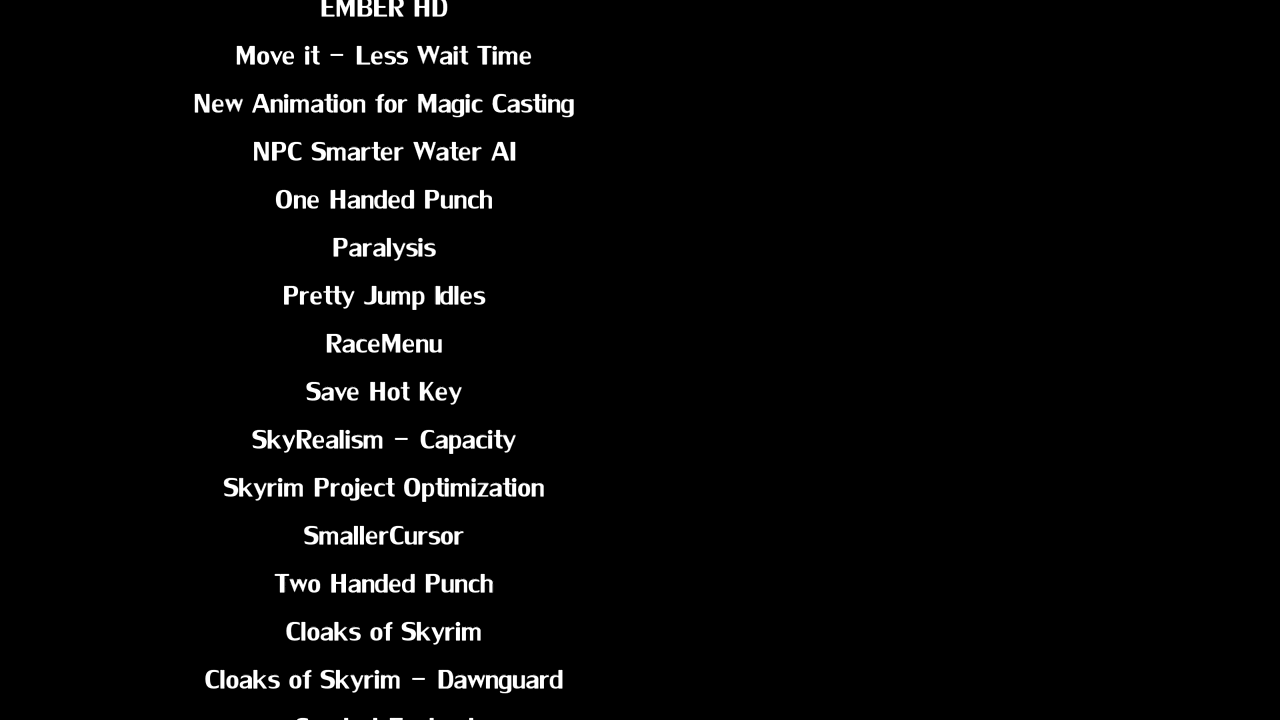 EMBER HD
Move it - Less Wait Time
New Animation for Magic Casting
NPC Smarter Water AI
One Handed Punch
Paralysis
Pretty Jump Idles
RaceMenu
Save Hot Key
SkyRealism - Capacity
Skyrim Project Optimization
SmallerCursor
Two Handed Punch
Cloaks of Skyrim
Cloaks of Skyrim - Dawnguard